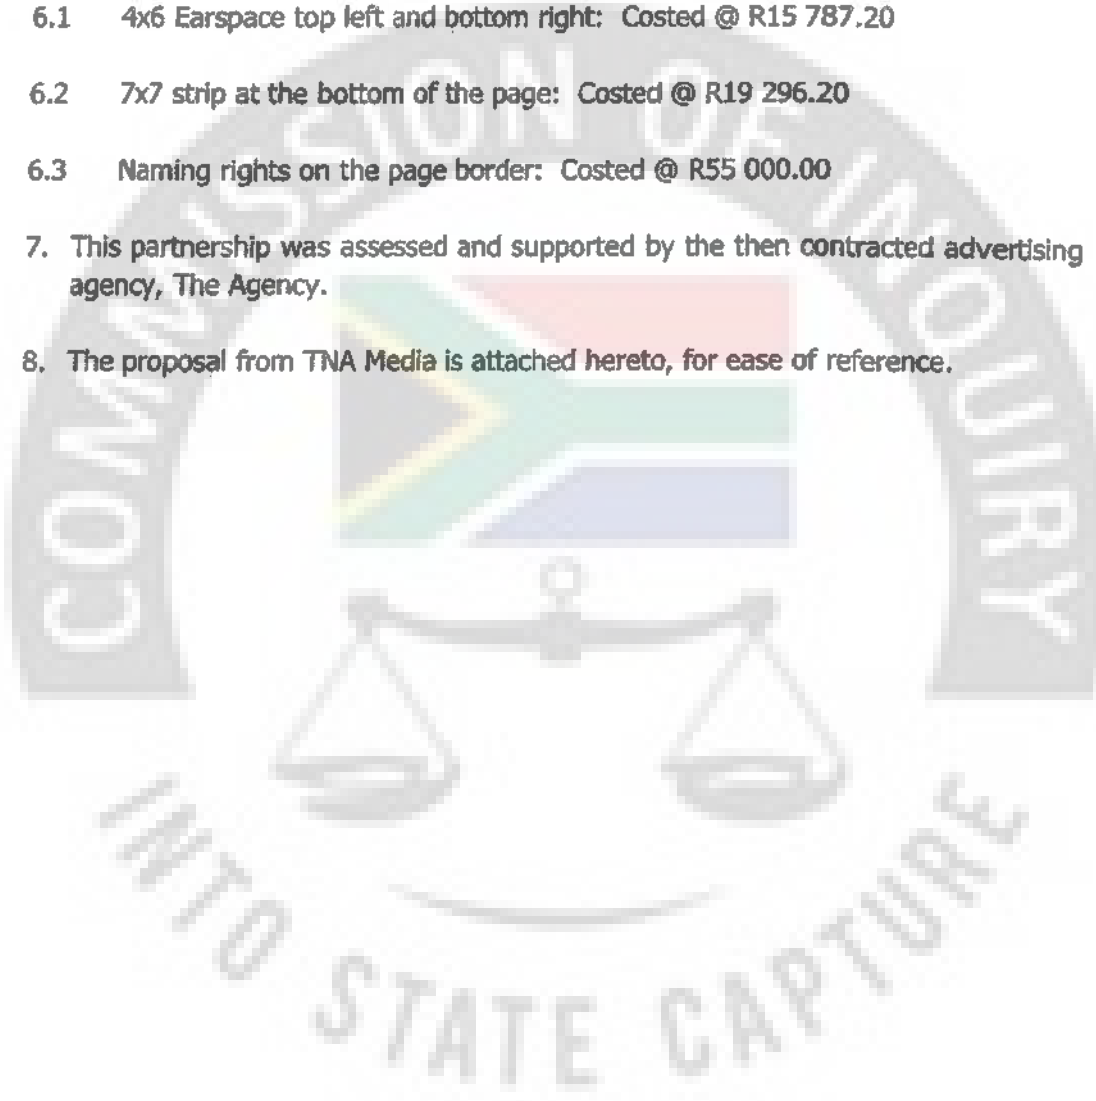 6.1 4x6 Earspace top left and bottom right: Costed @ R15 787.20
6.2 7x7 strip at the bottom of the page: Costed @ R19 296.20
6.3 Naming rights on the page border: Costed @ R55 000.00
7. This partnership was assessed and supported by the then contracted advertising
agency, The Agency.
8. The proposal from TNA Media is attached hereto, for ease of reference.
COMMISSION OF INQUIRY
INTO STATE CAPTURE